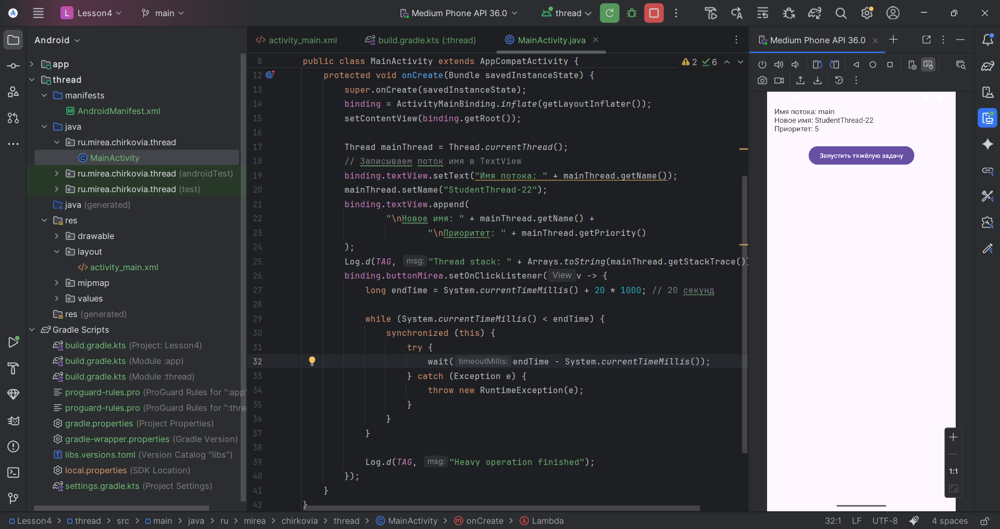 L Lesson4 main Medium Phone API 36.0 thread
Android
app
thread
manifests
AndroidManifest.xml
java
ru.mirea.chirkovia.thread
MainActivity
ru.mirea.chirkovia.thread (androidTest)
ru.mirea.chirkovia.thread (test)
java (generated)
res
drawable
layout
activity_main.xml
mipmap
values
res (generated)
Gradle Scripts
build.gradle.kts (Project: Lesson4)
build.gradle.kts (Module :app)
build.gradle.kts (Module :thread)
proguard-rules.pro (ProGuard Rules for ":app"
proguard-rules.pro (ProGuard Rules for ":thre
gradle.properties (Project Properties)
gradle-wrapper.properties (Gradle Version)
libs.versions.toml (Version Catalog "libs")
local.properties (SDK Location)
settings.gradle.kts (Project Settings)
activity_main.xml build.gradle.kts (:thread) MainActivity.java
2 6
8 public class MainActivity extends AppCompatActivity {
12 protected void onCreate(Bundle savedInstanceState) {
13 super.onCreate(savedInstanceState);
14 binding = ActivityMainBinding.inflate(getLayoutInflater());
15 setContentView(binding.getRoot());
16
17 Thread mainThread = Thread.currentThread();
18 // Записываем поток имя в TextView
19 binding.textView.setText("Имя потока: " + mainThread.getName());
20 mainThread.setName("StudentThread-22");
21 binding.textView.append(
22 "\nНовое имя: " + mainThread.getName() +
23 "\nПриоритет: " + mainThread.getPriority()
24 );
25 Log.d(TAG, msg: "Thread stack: " + Arrays.toString(mainThread.getStackTrace())
26 binding.buttonMirea.setOnClickListener( View v -> {
27 long endTime = System.currentTimeMillis() + 20 * 1000; // 20 секунд
28
29 while (System.currentTimeMillis() < endTime) {
30 synchronized (this) {
31 try {
32 wait( timeoutMillis: endTime - System.currentTimeMillis());
33 } catch (Exception e) {
34 throw new RuntimeException(e);
35 }
36 }
37 }
38
39 Log.d(TAG, msg: "Heavy operation finished");
40 });
41 }
42 }
Medium Phone API 36.0
Имя потока: main
Новое имя: StudentThread-22
Приоритет: 5
Запустить тяжёлую задачу
1:1
Lesson4 > thread > src > main > java > ru > mirea > chirkovia > thread > MainActivity > onCreate > Lambda 32:1 LF UTF-8 4 spaces